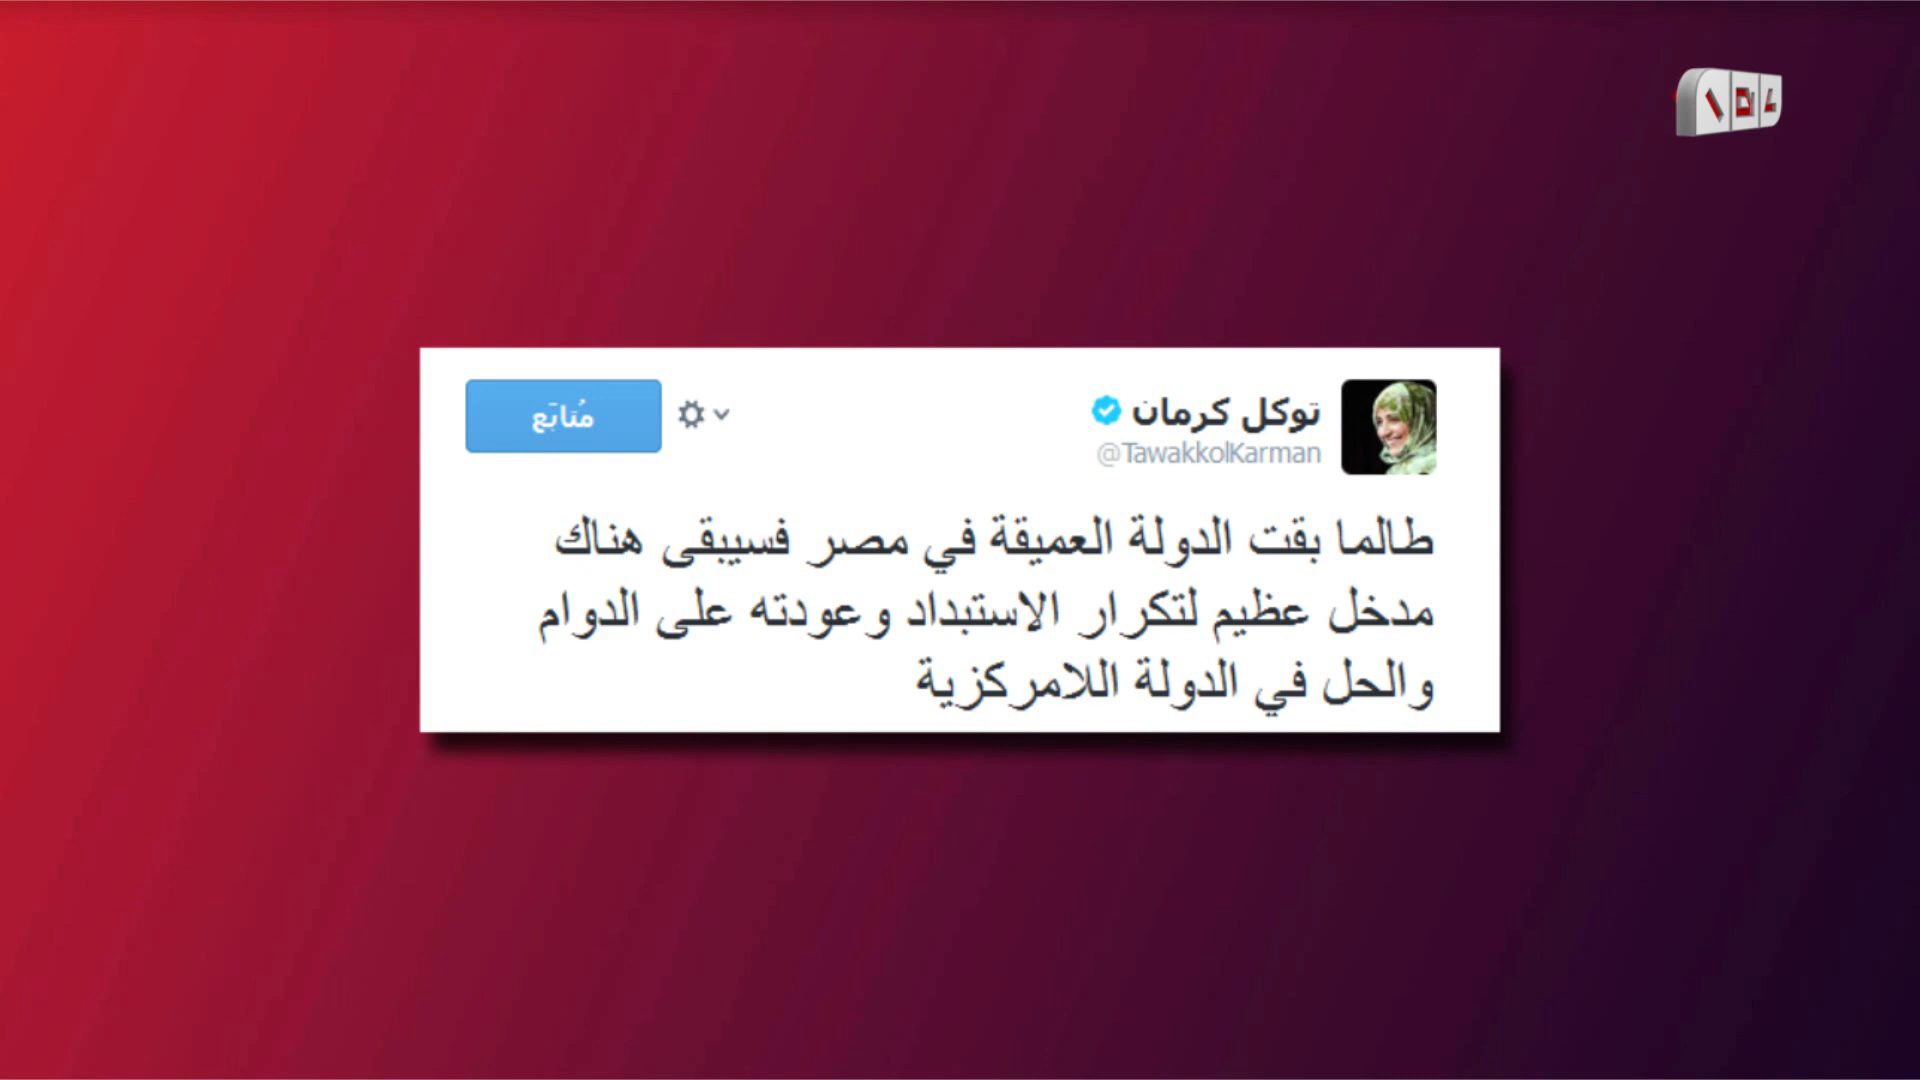 توكل كرمان
@TawakkolKarman
مُتابَع
طالما بقت الدولة العميقة في مصر فسيبقى هناك
مدخل عظيم لتكرار الاستبداد وعودته على الدوام
والحل في الدولة اللامركزية